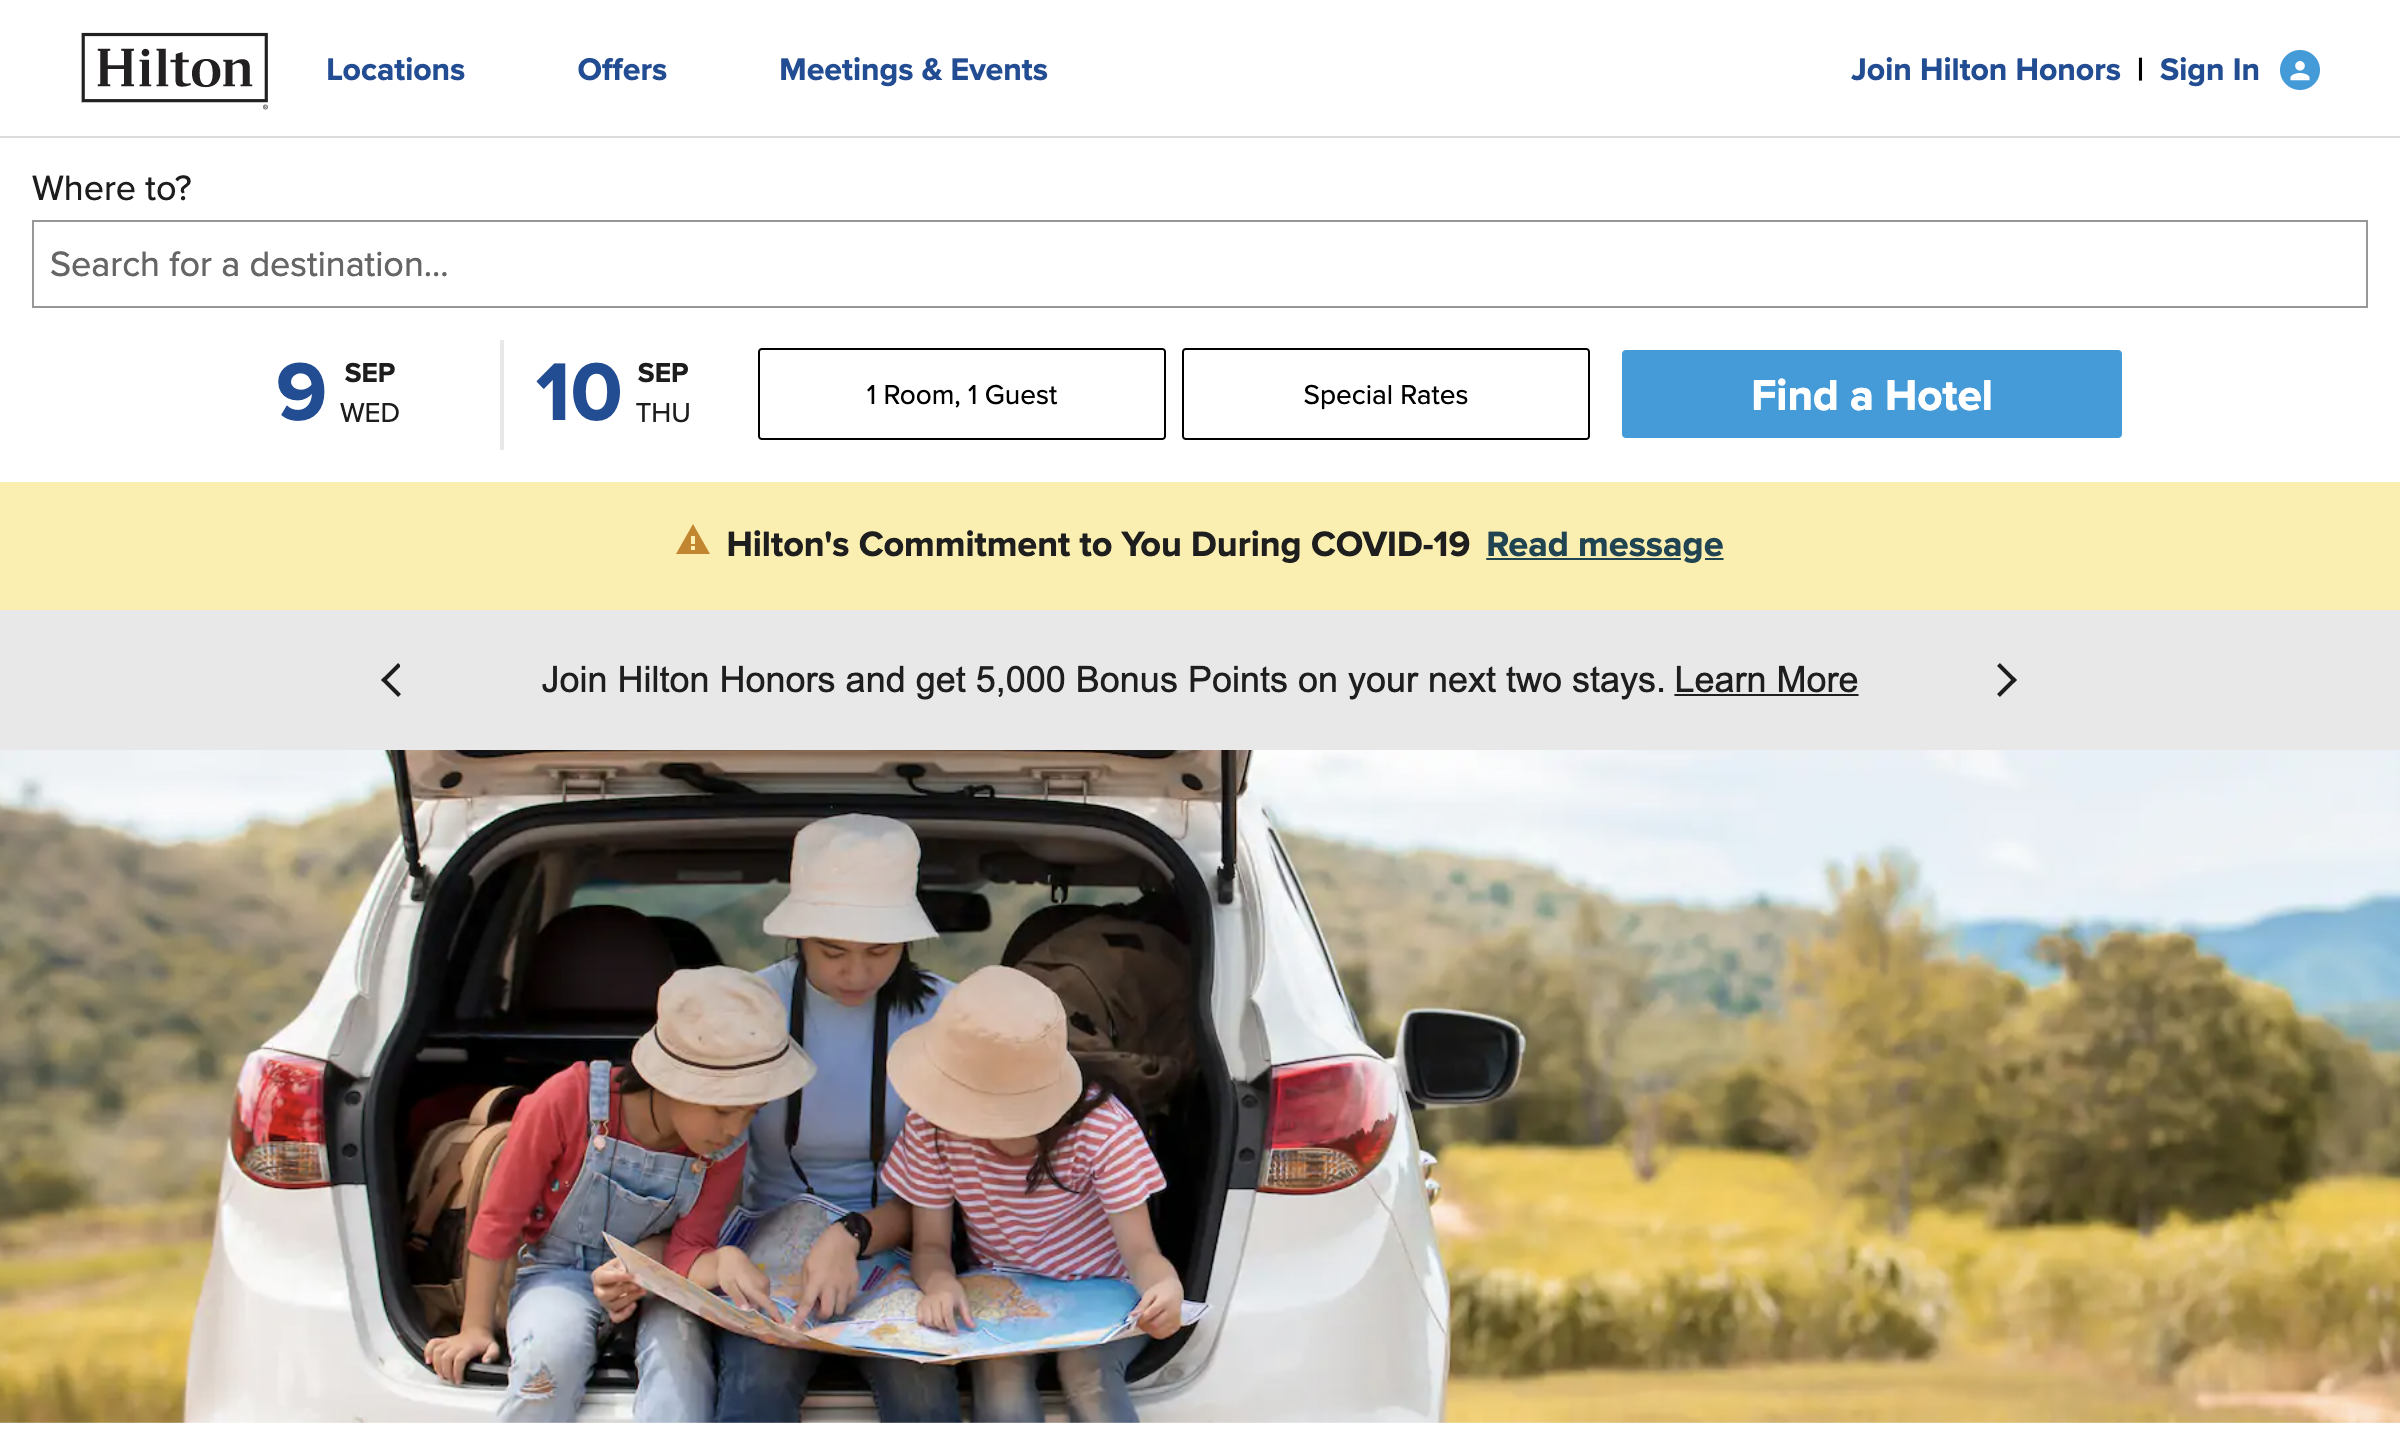 Hilton
Locations
Offers
Meetings & Events
Join Hilton Honors | Sign In
Where to?
Search for a destination...
9 SEP WED
10 SEP THU
1 Room, 1 Guest
Special Rates
Find a Hotel
Hilton's Commitment to You During COVID-19 Read message
Join Hilton Honors and get 5,000 Bonus Points on your next two stays. Learn More